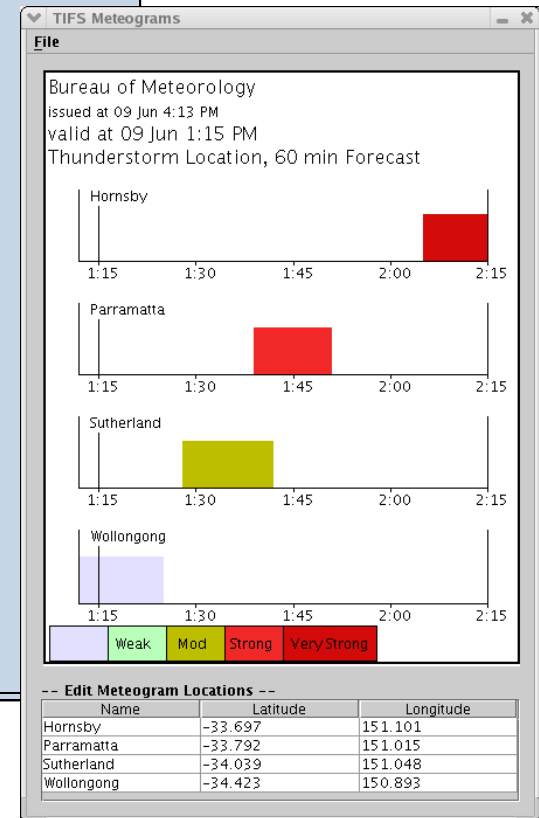 TIFS Meteograms
File
Bureau of Meteorology
issued at 09 Jun 4:13 PM
valid at 09 Jun 1:15 PM
Thunderstorm Location, 60 min Forecast
Hornsby
1:15 1:30 1:45 2:00 2:15
Parramatta
1:15 1:30 1:45 2:00 2:15
Sutherland
1:15 1:30 1:45 2:00 2:15
Wollongong
1:15 1:30 1:45 2:00 2:15
Weak Mod Strong Very Strong
-- Edit Meteogram Locations --
Name Latitude Longitude
Hornsby -33.697 151.101
Parramatta -33.792 151.015
Sutherland -34.039 151.048
Wollongong -34.423 150.893